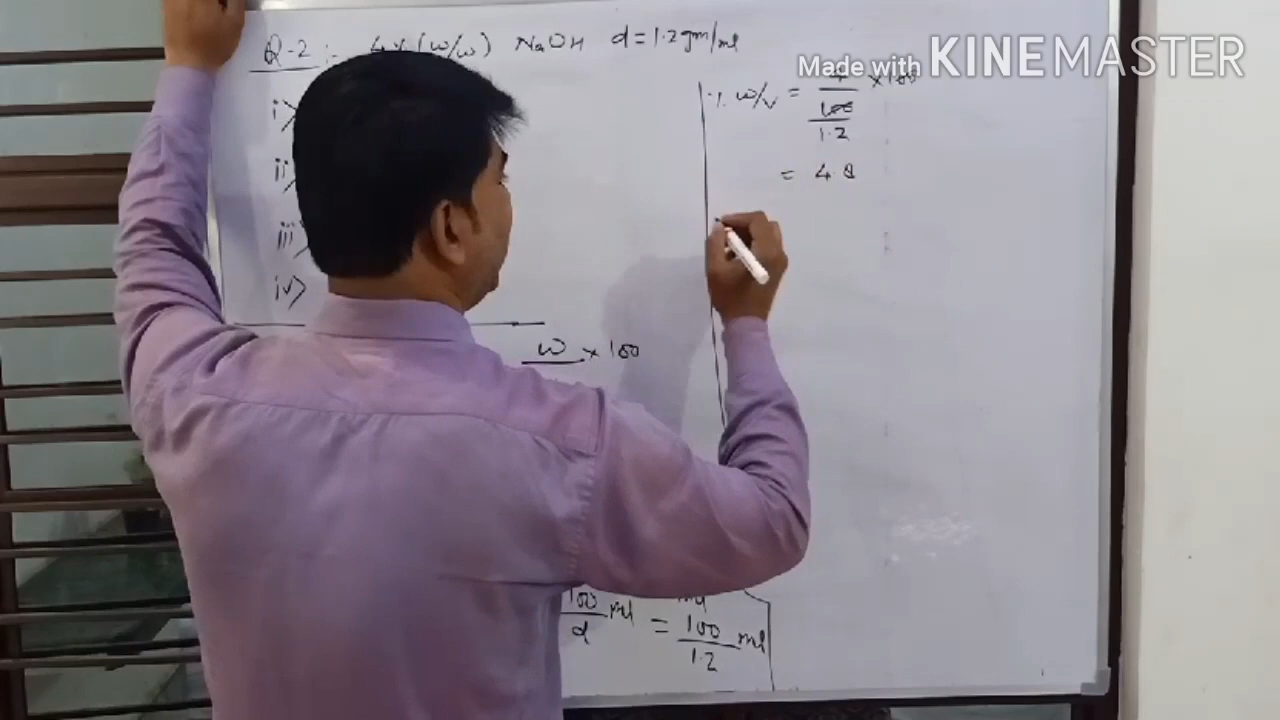 Q-2 :- 4% (w/w) NaOH d = 1.2 gm/ml
i>
ii>
iii>
iv>
w × 100
100/d ml = 100/1.2 ml
% w/v = 4/(100/1.2) × 100
= 4.8
Made with KINEMASTER